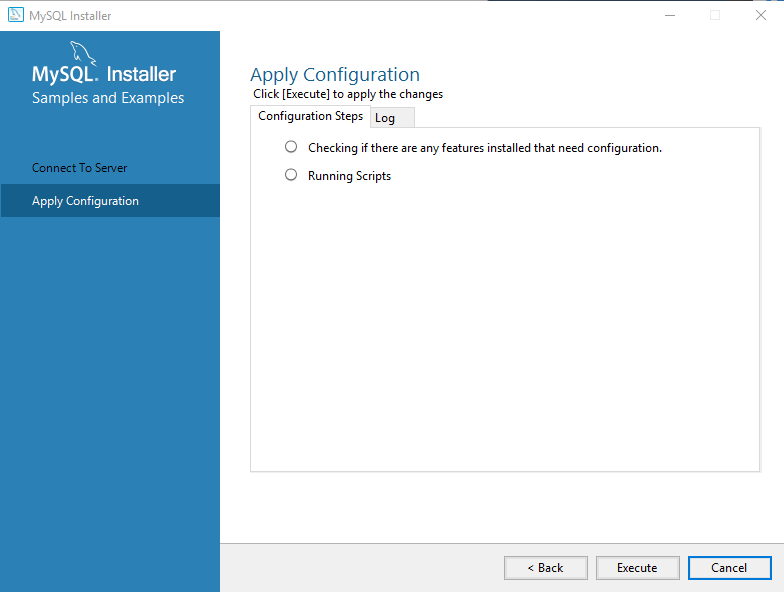 MySQL Installer
MySQL. Installer
Samples and Examples
Connect To Server
Apply Configuration
Apply Configuration
Click [Execute] to apply the changes
Configuration Steps
Log
Checking if there are any features installed that need configuration.
Running Scripts
< Back
Execute
Cancel